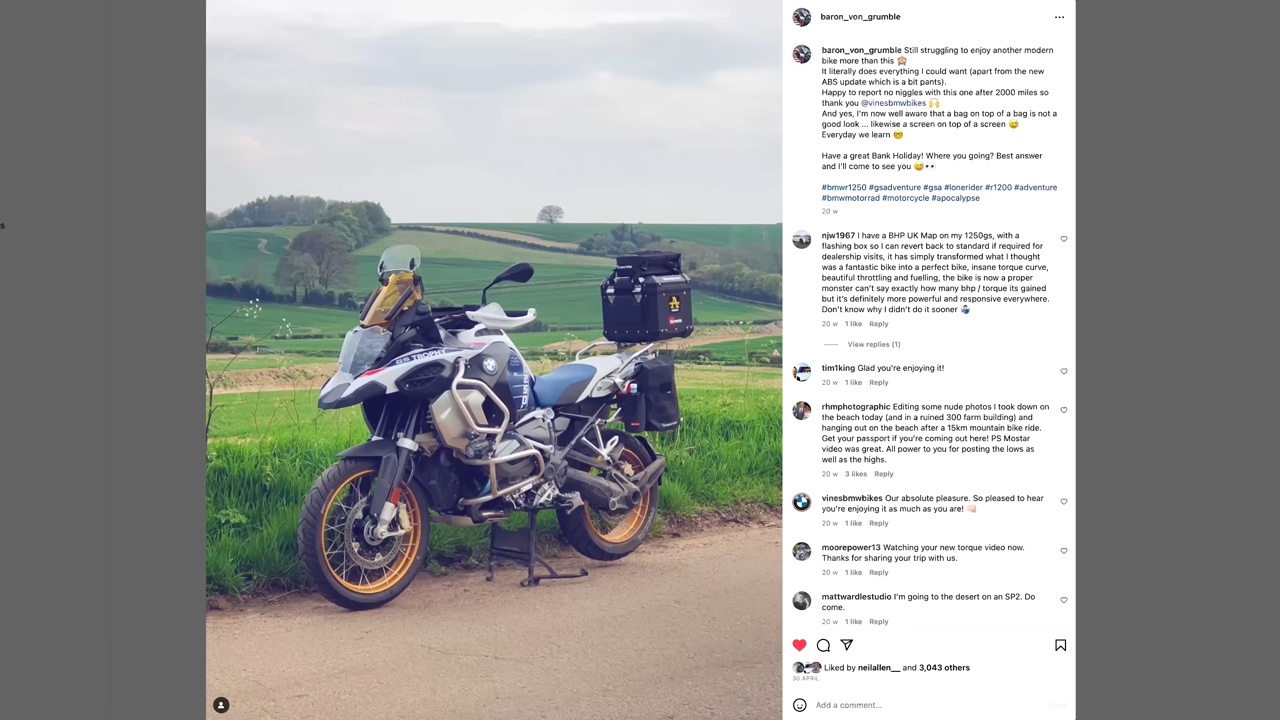 s
baron_von_grumble
baron_von_grumble Still struggling to enjoy another modern
bike more than this 🙈
It literally does everything I could want (apart from the new
ABS update which is a bit pants).
Happy to report no niggles with this one after 2000 miles so
thank you @vinesbmwbikes 🙌
And yes, I'm now well aware that a bag on top of a bag is not a
good look ... likewise a screen on top of a screen 😅
Everyday we learn 🤓
Have a great Bank Holiday! Where you going? Best answer
and I'll come to see you 😅👀
#bmwr1250 #gsadventure #gsa #lonerider #r1200 #adventure
#bmwmotorrad #motorcycle #apocalypse
20 w
njw1967 I have a BHP UK Map on my 1250gs, with a
flashing box so I can revert back to standard if required for
dealership visits, it has simply transformed what I thought
was a fantastic bike into a perfect bike, insane torque curve,
beautiful throttling and fuelling, the bike is now a proper
monster can't say exactly how many bhp / torque its gained
but it's definitely more powerful and responsive everywhere.
Don't know why I didn't do it sooner
20 w 1 like Reply
View replies (1)
tim1king Glad you're enjoying it!
20 w 1 like Reply
rhmphotographic Editing some nude photos I took down on
the beach today (and in a ruined 300 farm building) and
hanging out on the beach after a 15km mountain bike ride.
Get your passport if you're coming out here! PS Mostar
video was great. All power to you for posting the lows as
well as the highs.
20 w 3 likes Reply
vinesbmwbikes Our absolute pleasure. So pleased to hear
you're enjoying it as much as you are! 👊🏻
20 w 1 like Reply
moorepower13 Watching your new torque video now.
Thanks for sharing your trip with us.
20 w 1 like Reply
mattwardlestudio I'm going to the desert on an SP2. Do
come.
20 w 1 like Reply
Liked by neilallen__ and 3,043 others
30 APRIL
Add a comment...
Post
GS TROPHY